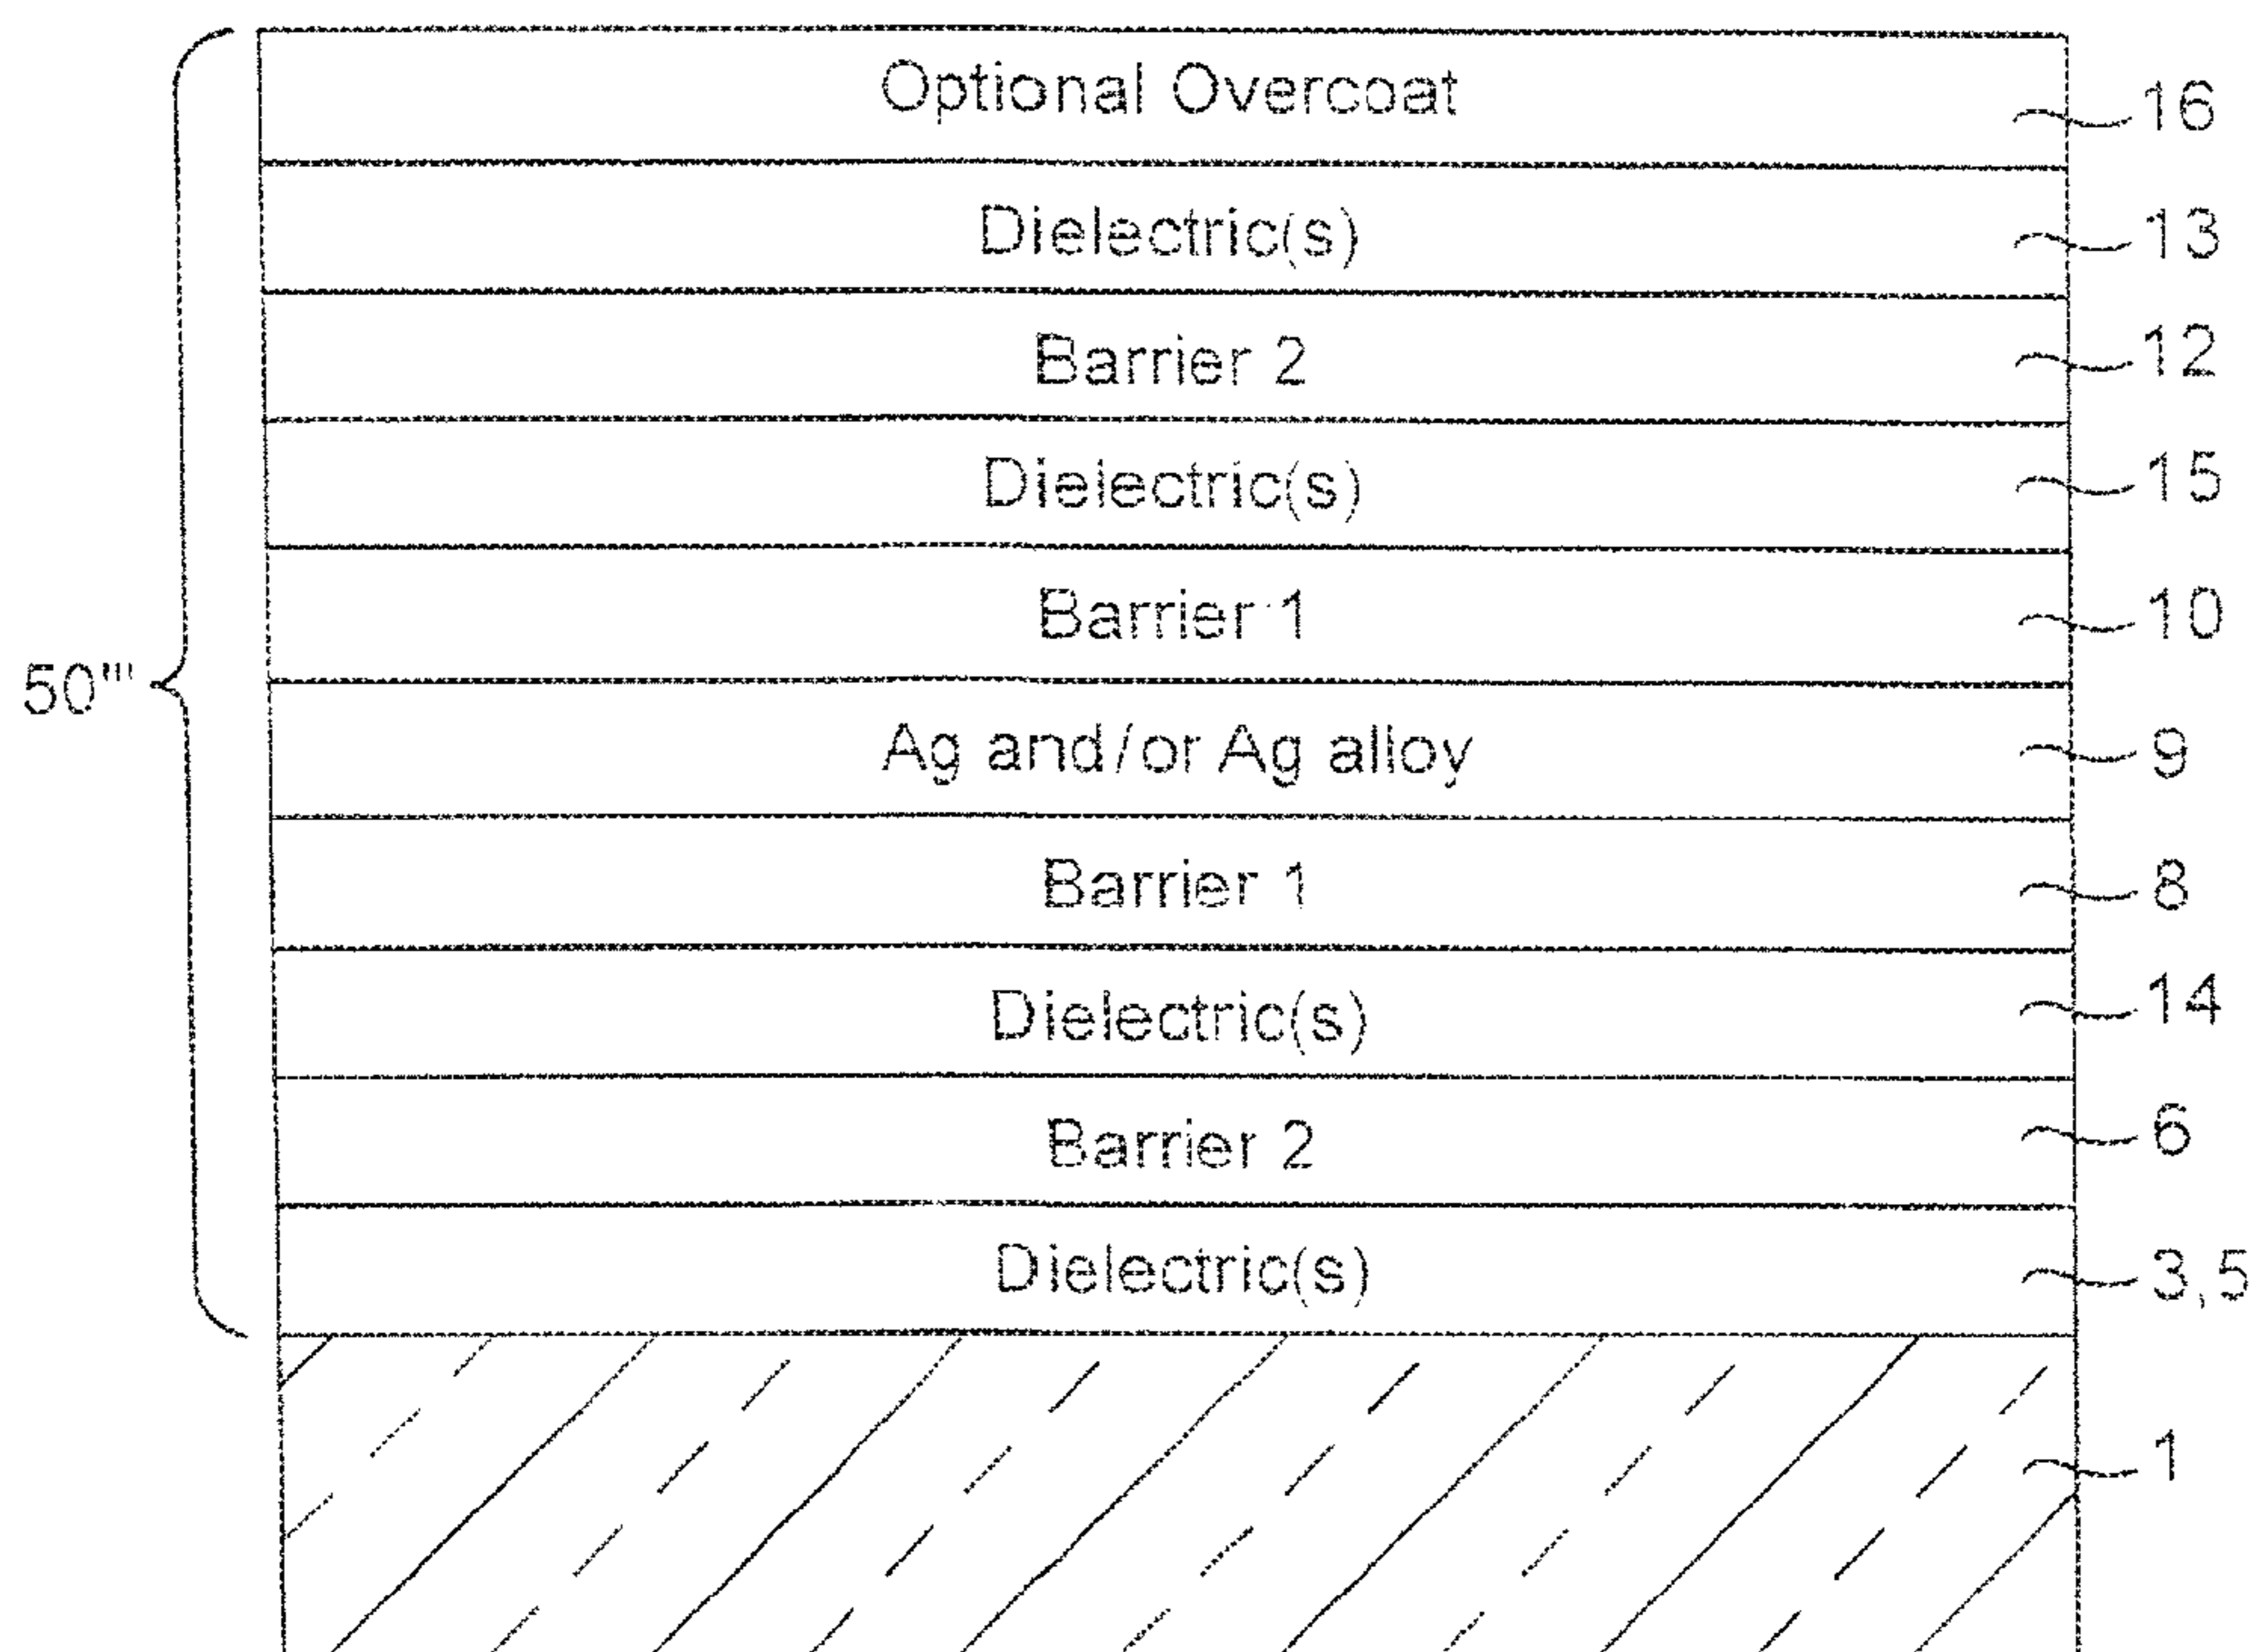 Optional Overcoat 16
Dielectric(s) 13
Barrier 2 12
Dielectric(s) 15
Barrier 1 10
50'''
Ag and/or Ag alloy 9
Barrier 1 8
Dielectric(s) 14
Barrier 2 6
Dielectric(s) 3,5
1